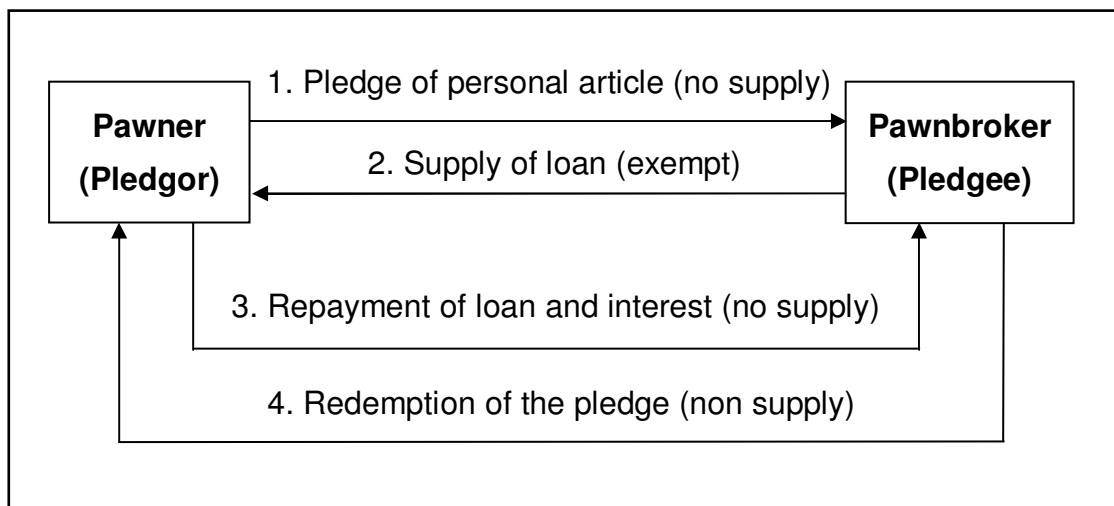 1. Pledge of personal article (no supply)
Pawner
(Pledgor)
Pawnbroker
(Pledgee)
2. Supply of loan (exempt)
3. Repayment of loan and interest (no supply)
4. Redemption of the pledge (non supply)